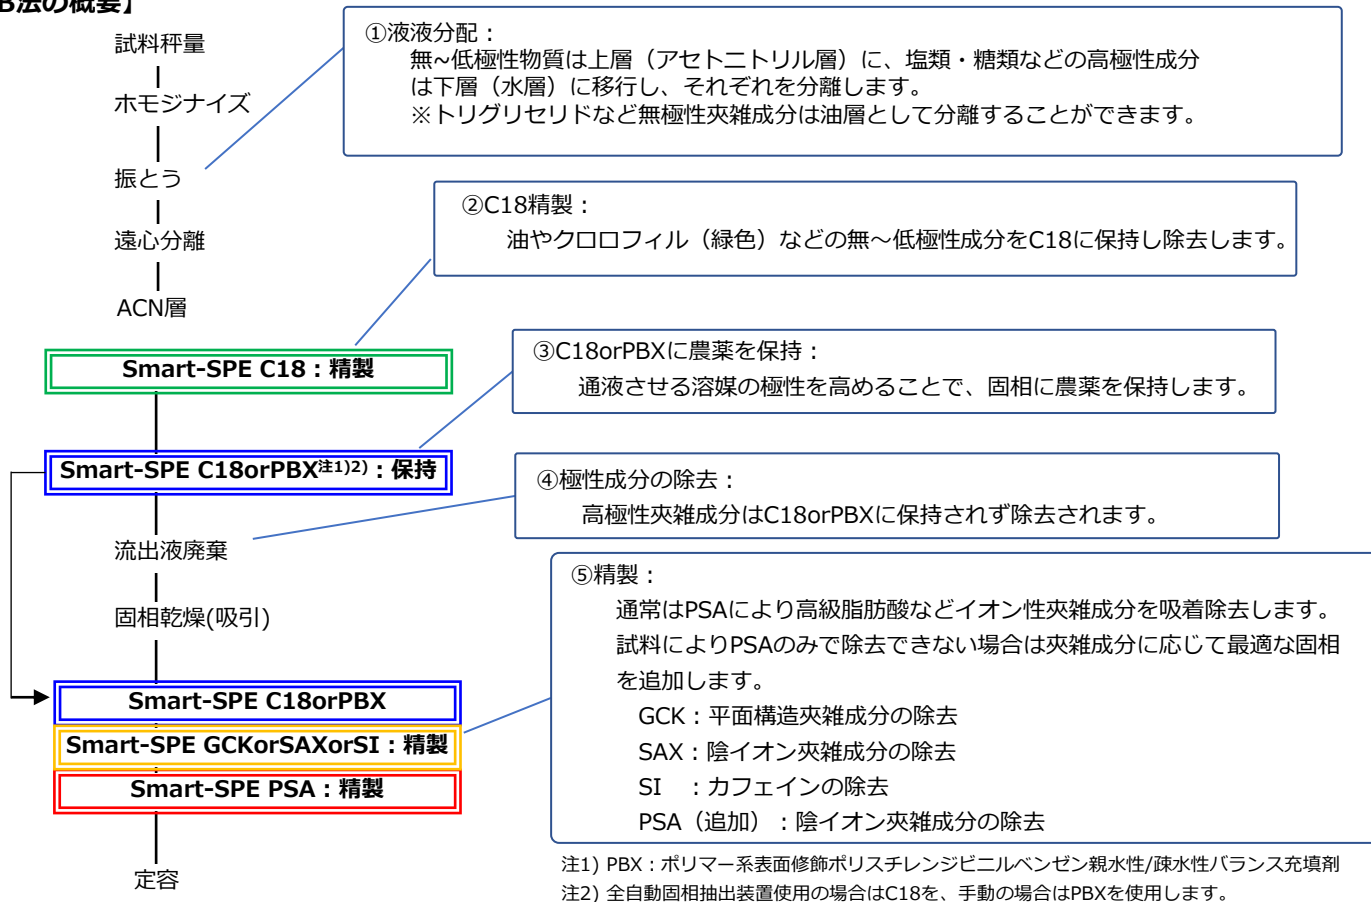 B法の概要】
試料秤量
ホモジナイズ
振とう
遠心分離
ACN層
Smart-SPE C18：精製
Smart-SPE C18orPBX注1)2)：保持
流出液廃棄
固相乾燥(吸引)
Smart-SPE C18orPBX
Smart-SPE GCKorSAXorSI：精製
Smart-SPE PSA：精製
定容
①液液分配：
無~低極性物質は上層（アセトニトリル層）に、塩類・糖類などの高極性成分
は下層（水層）に移行し、それぞれを分離します。
※トリグリセリドなど無極性夾雑成分は油層として分離することができます。
②C18精製：
油やクロロフィル（緑色）などの無～低極性成分をC18に保持し除去します。
③C18orPBXに農薬を保持：
通液させる溶媒の極性を高めることで、固相に農薬を保持します。
④極性成分の除去：
高極性夾雑成分はC18orPBXに保持されず除去されます。
⑤精製：
通常はPSAにより高級脂肪酸などイオン性夾雑成分を吸着除去します。
試料によりPSAのみで除去できない場合は夾雑成分に応じて最適な固相
を追加します。
GCK：平面構造夾雑成分の除去
SAX：陰イオン夾雑成分の除去
SI　：カフェインの除去
PSA（追加）：陰イオン夾雑成分の除去
注1) PBX：ポリマー系表面修飾ポリスチレンジビニルベンゼン親水性/疎水性バランス充填剤
注2) 全自動固相抽出装置使用の場合はC18を、手動の場合はPBXを使用します。